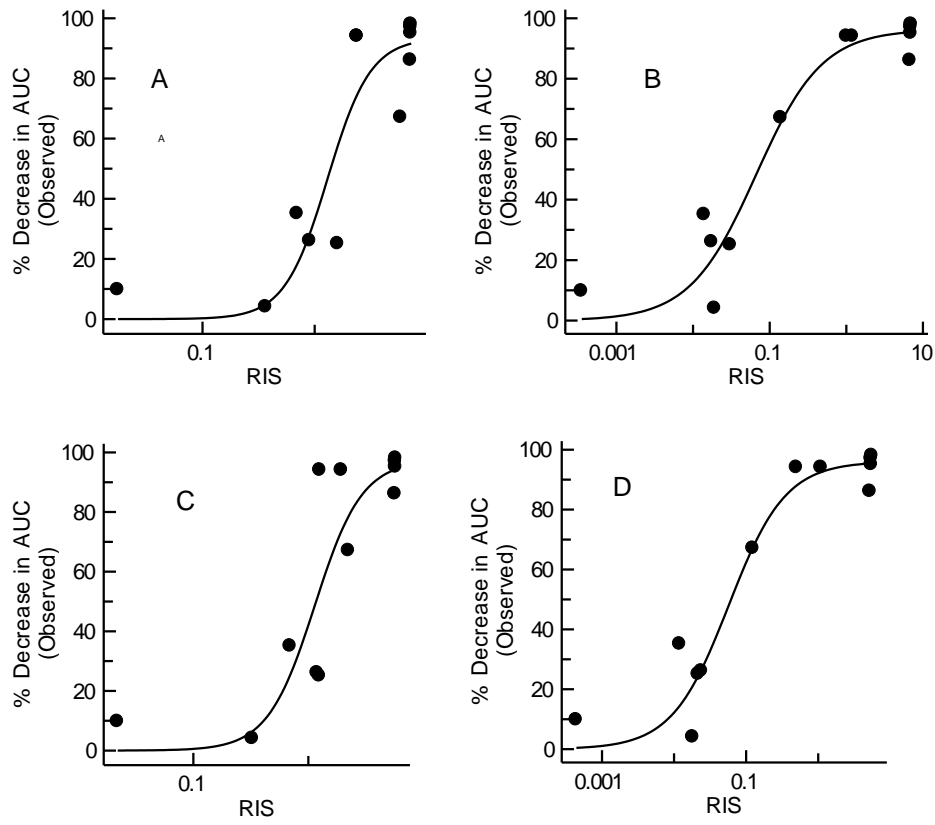 100
80
60
40
20
0
% Decrease in AUC
(Observed)
A
A
0.1
RIS
100
80
60
40
20
0
% Decrease in AUC
(Observed)
B
0.001
0.1
10
RIS
100
80
60
40
20
0
% Decrease in AUC
(Observed)
C
0.1
RIS
100
80
60
40
20
0
% Decrease in AUC
(Observed)
D
0.001
0.1
RIS